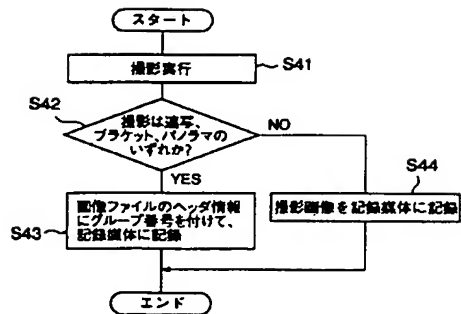 スタート
撮影実行
S41
S42
撮影は連写、
ブラケット、パノラマの
いずれか?
NO
YES
S44
画像ファイルのヘッダ情報
にグループ番号を付けて、
記録媒体に記録
撮影画像を記録媒体に記録
S43
エンド